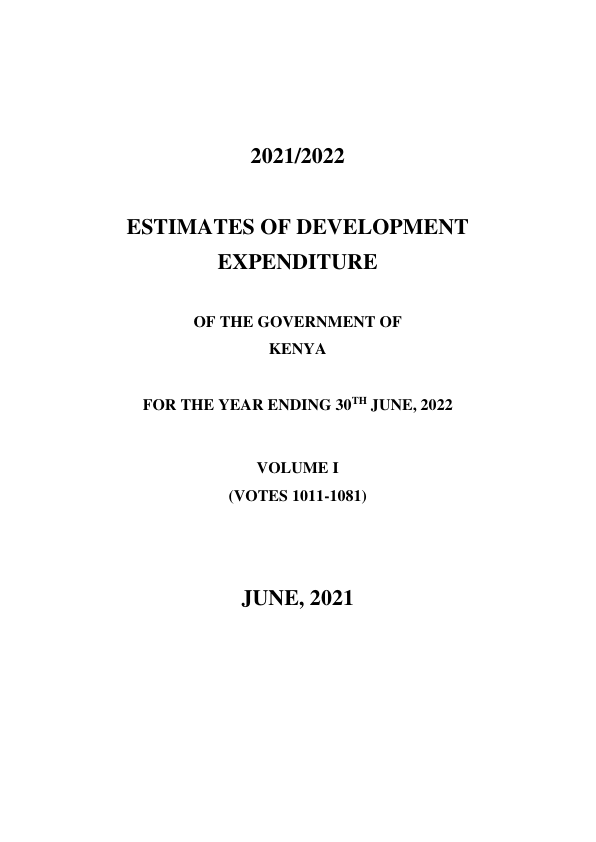 2021/2022
ESTIMATES OF DEVELOPMENT
EXPENDITURE
OF THE GOVERNMENT OF
KENYA
FOR THE YEAR ENDING 30TH JUNE, 2022
VOLUME I
(VOTES 1011-1081)
JUNE, 2021